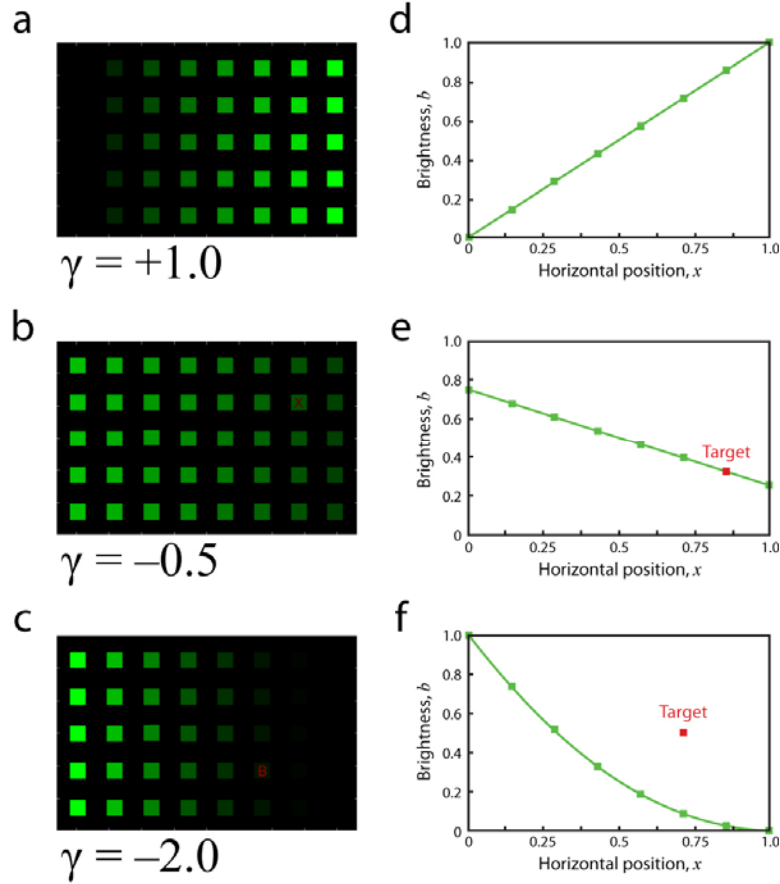 a
γ = +1.0
d
1.0
0.8
0.6
0.4
0.2
0
0
0.25
0.5
0.75
1.0
Brightness, b
Horizontal position, x
b
X
γ = –0.5
e
1.0
0.8
0.6
0.4
0.2
0
0
0.25
0.5
0.75
1.0
Brightness, b
Horizontal position, x
Target
c
B
γ = –2.0
f
1.0
0.8
0.6
0.4
0.2
0
0
0.25
0.5
0.75
1.0
Brightness, b
Horizontal position, x
Target